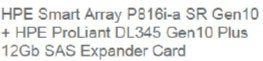 HPE Smart Array P816i-a SR Gen10
+ HPE ProLiant DL345 Gen10 Plus
12Gb SAS Expander Card